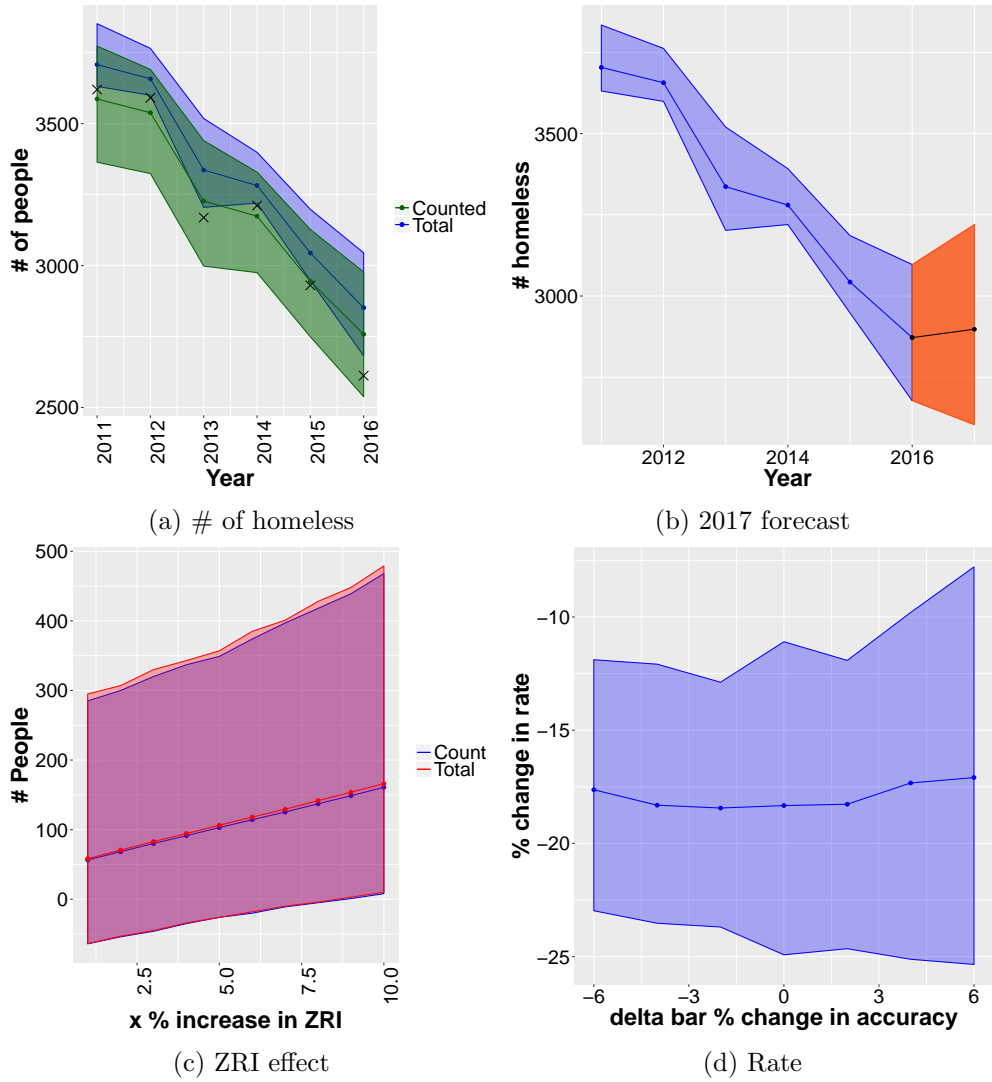 # of people
3500
3000
2500
2011
2012
2013
2014
2015
2016
Year
Counted
Total
(a) # of homeless
# homeless
3500
3000
2012
2014
2016
Year
(b) 2017 forecast
# People
500
400
300
200
100
0
2.5
5.0
7.5
10.0
x % increase in ZRI
Count
Total
(c) ZRI effect
% change in rate
−10
−15
−20
−25
−6
−3
0
3
6
delta bar % change in accuracy
(d) Rate